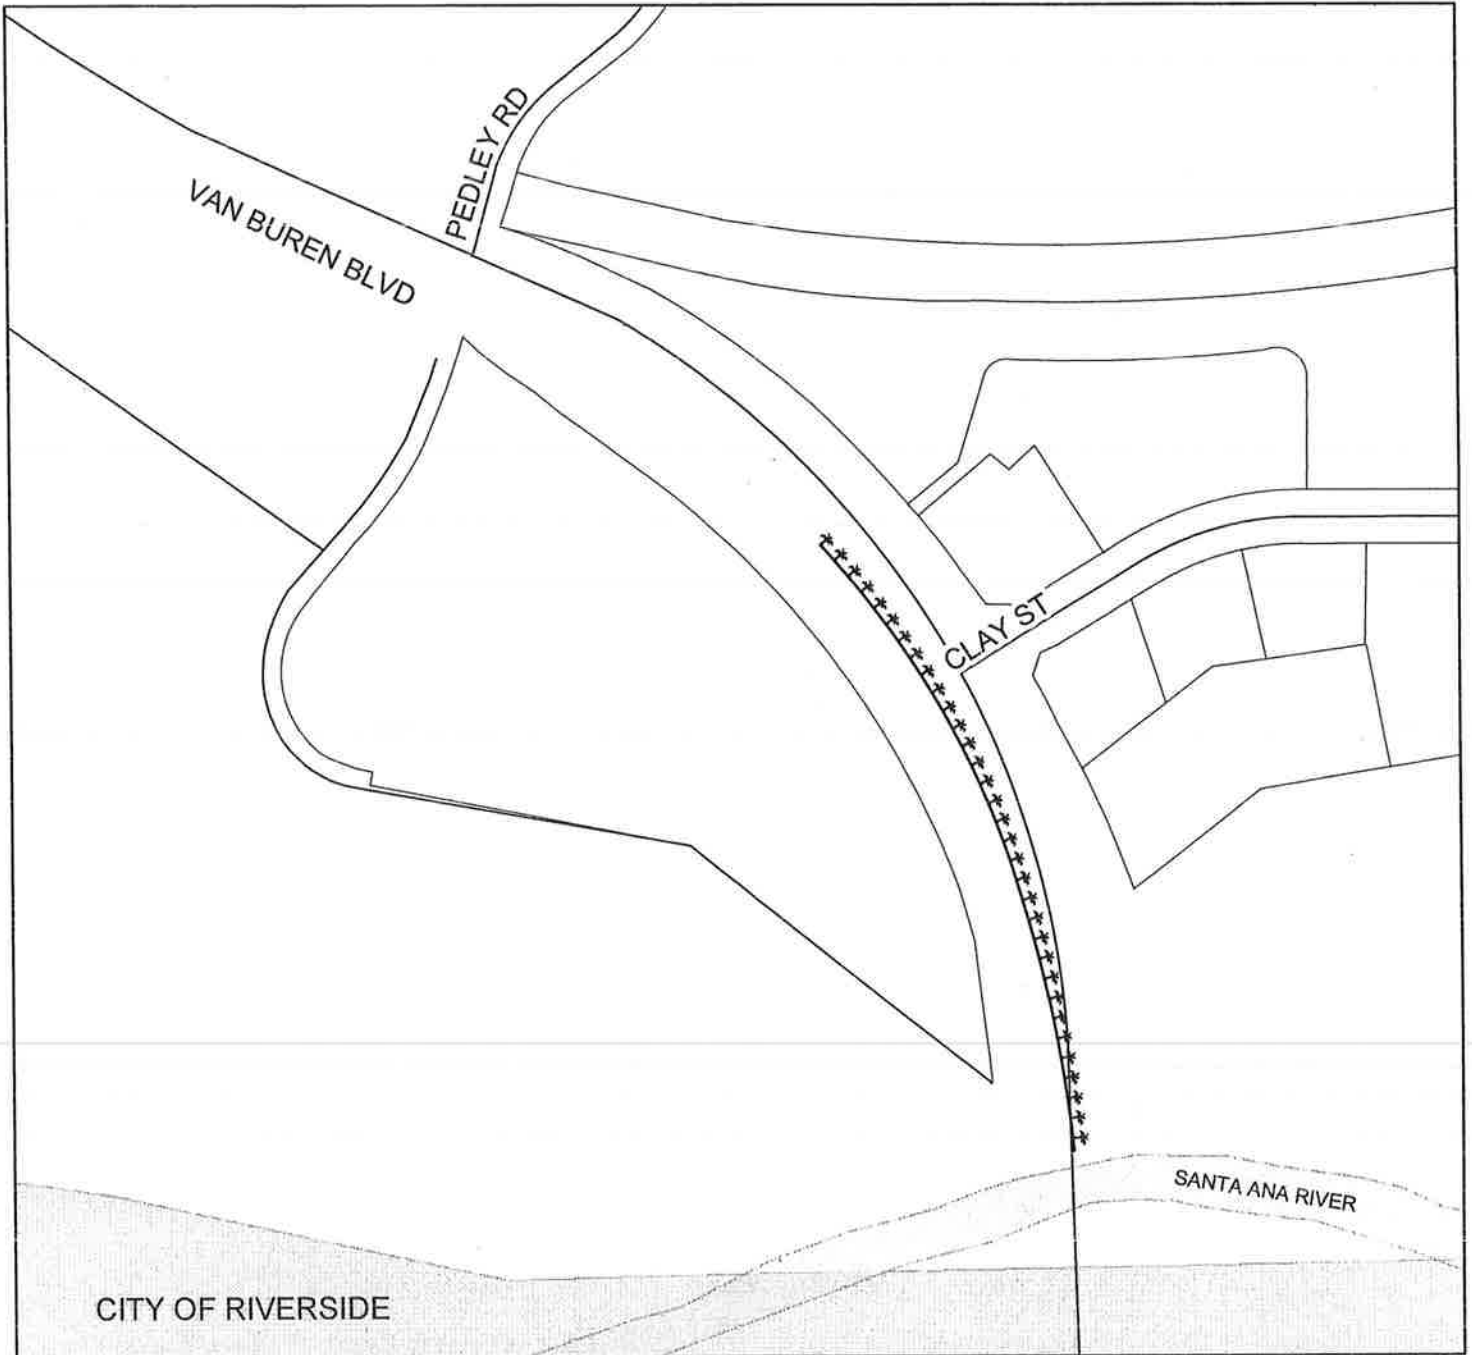 PEDLEY RD
VAN BUREN BLVD
CLAY ST
SANTA ANA RIVER
CITY OF RIVERSIDE